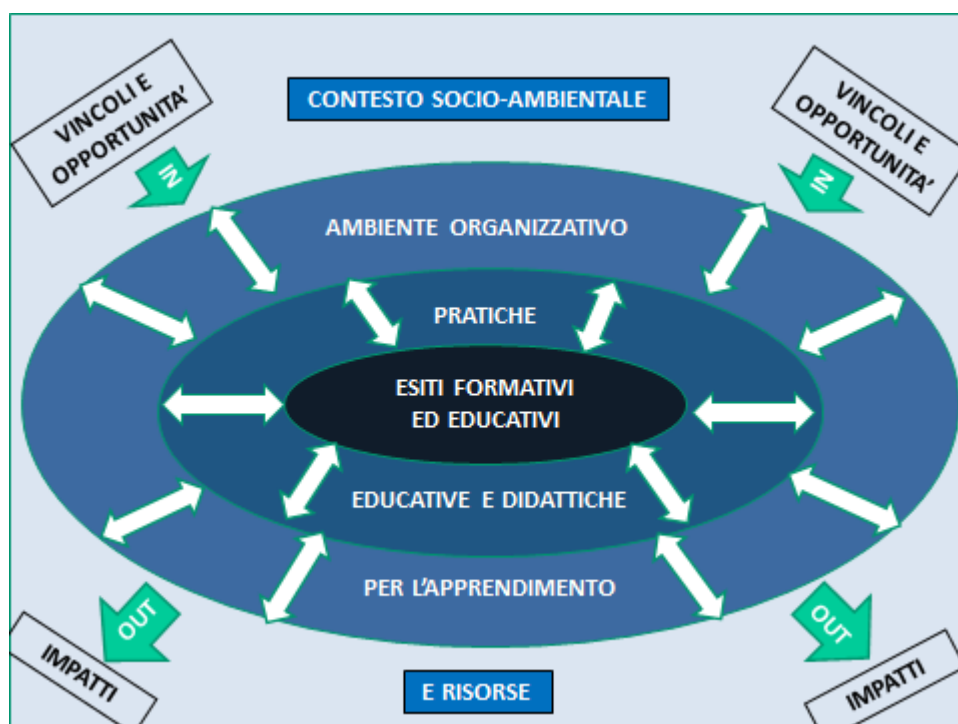 VINCOLI E
OPPORTUNITA'
IN
CONTESTO SOCIO-AMBIENTALE
VINCOLI E
OPPORTUNITA'
IN
AMBIENTE ORGANIZZATIVO
PRATICHE
ESITI FORMATIVI
ED EDUCATIVI
EDUCATIVE E DIDATTICHE
PER L'APPRENDIMENTO
OUT
IMPATTI
E RISORSE
OUT
IMPATTI